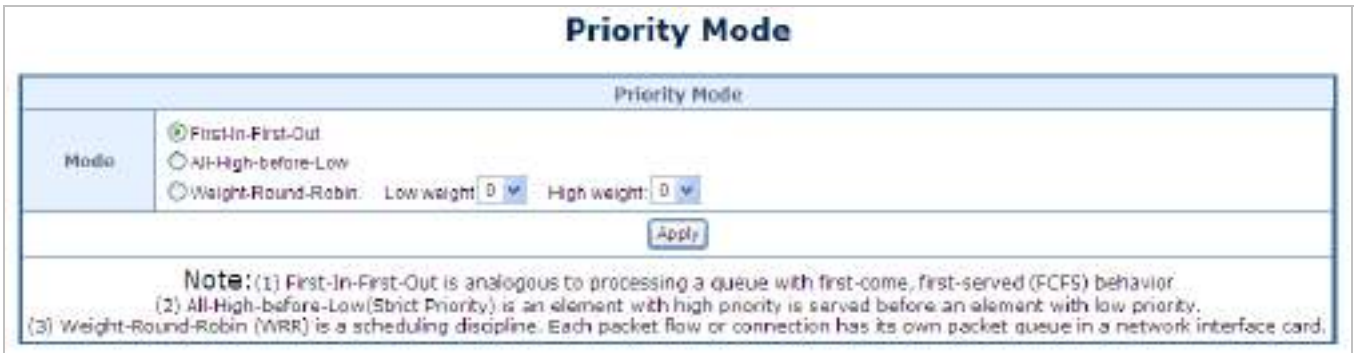 Priority Mode
Priority Mode
Mode
First-In-First-Out
All-High-before-Low
Weight-Round-Robin. Low weight: 0 High weight: 0
Apply
Note: (1) First-In-First-Out is analogous to processing a queue with first-come, first-served (FCFS) behavior
(2) All-High-before-Low(Strict Priority) is an element with high priority is served before an element with low priority.
(3) Weight-Round-Robin (WRR) is a scheduling discipline. Each packet flow or connection has its own packet queue in a network interface card.